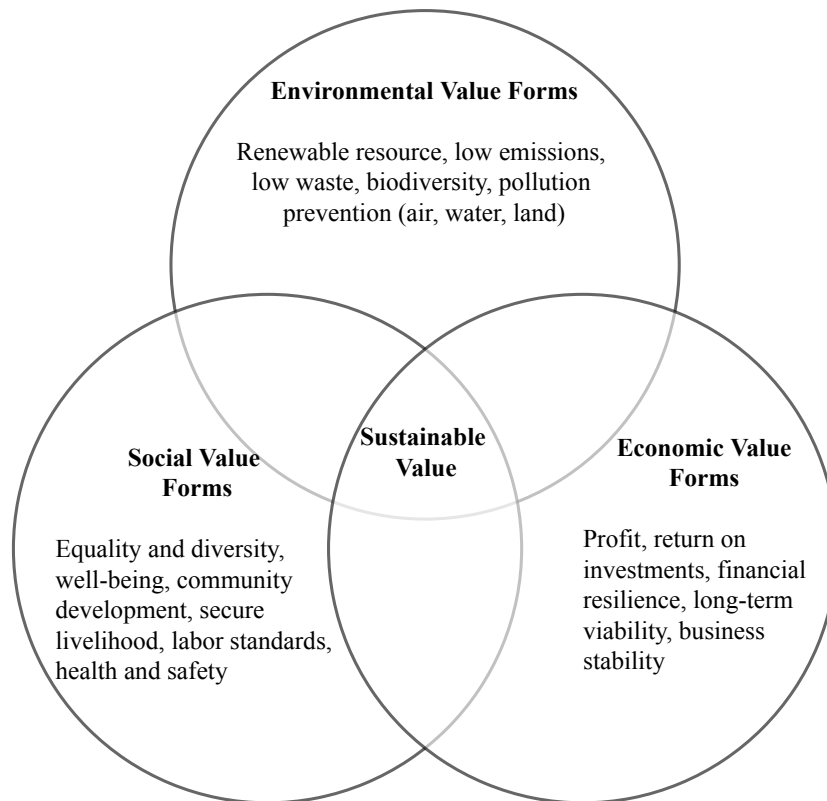 Environmental Value Forms
Renewable resource, low emissions,
low waste, biodiversity, pollution
prevention (air, water, land)
Sustainable
Value
Social Value
Forms
Equality and diversity,
well-being, community
development, secure
livelihood, labor standards,
health and safety
Economic Value
Forms
Profit, return on
investments, financial
resilience, long-term
viability, business
stability